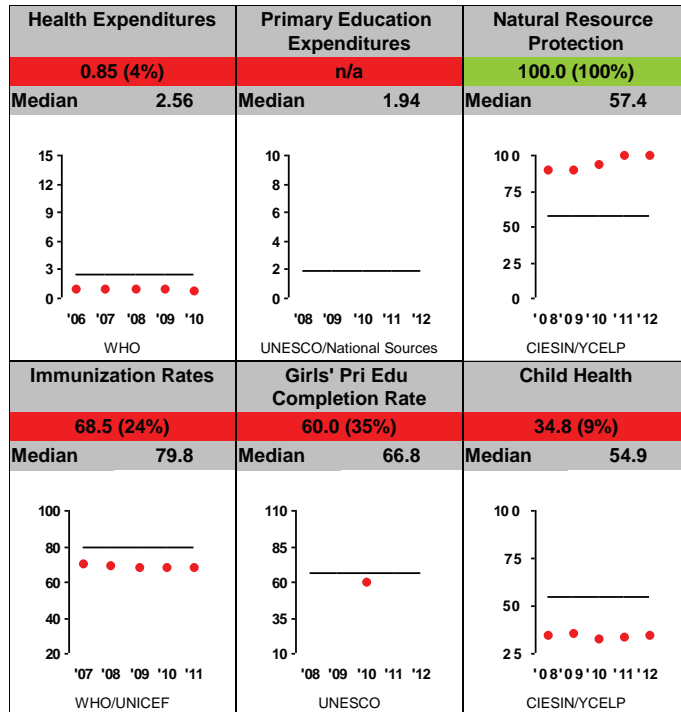 Health Expenditures
0.85 (4%)
Median 2.56
15
12
9
6
3
0
'06 '07 '08 '09 '10
WHO
Primary Education
Expenditures
n/a
Median 1.94
10
8
6
4
2
0
'08 '09 '10 '11 '12
UNESCO/National Sources
Natural Resource
Protection
100.0 (100%)
Median 57.4
100
75
50
25
0
'08 '09 '10 '11 '12
CIESIN/YCELP
Immunization Rates
68.5 (24%)
Median 79.8
100
80
60
40
20
'07 '08 '09 '10 '11
WHO/UNICEF
Girls' Pri Edu
Completion Rate
60.0 (35%)
Median 66.8
110
85
60
35
10
'08 '09 '10 '11 '12
UNESCO
Child Health
34.8 (9%)
Median 54.9
100
75
50
25
'08 '09 '10 '11 '12
CIESIN/YCELP